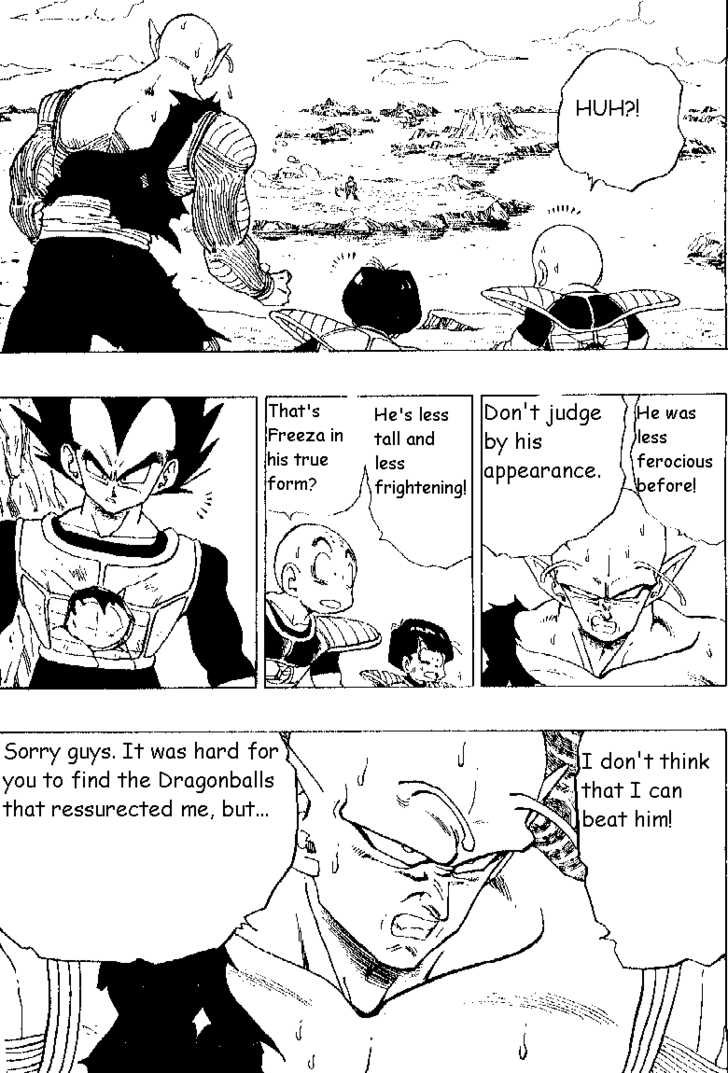 HUH?!
That's
Freeza in
his true
form?
He's less
tall and
less
frightening!
Don't judge
by his
appearance.
He was
less
ferocious
before!
Sorry guys. It was hard for
you to find the Dragonballs
that ressurected me, but...
I don't think
that I can
beat him!